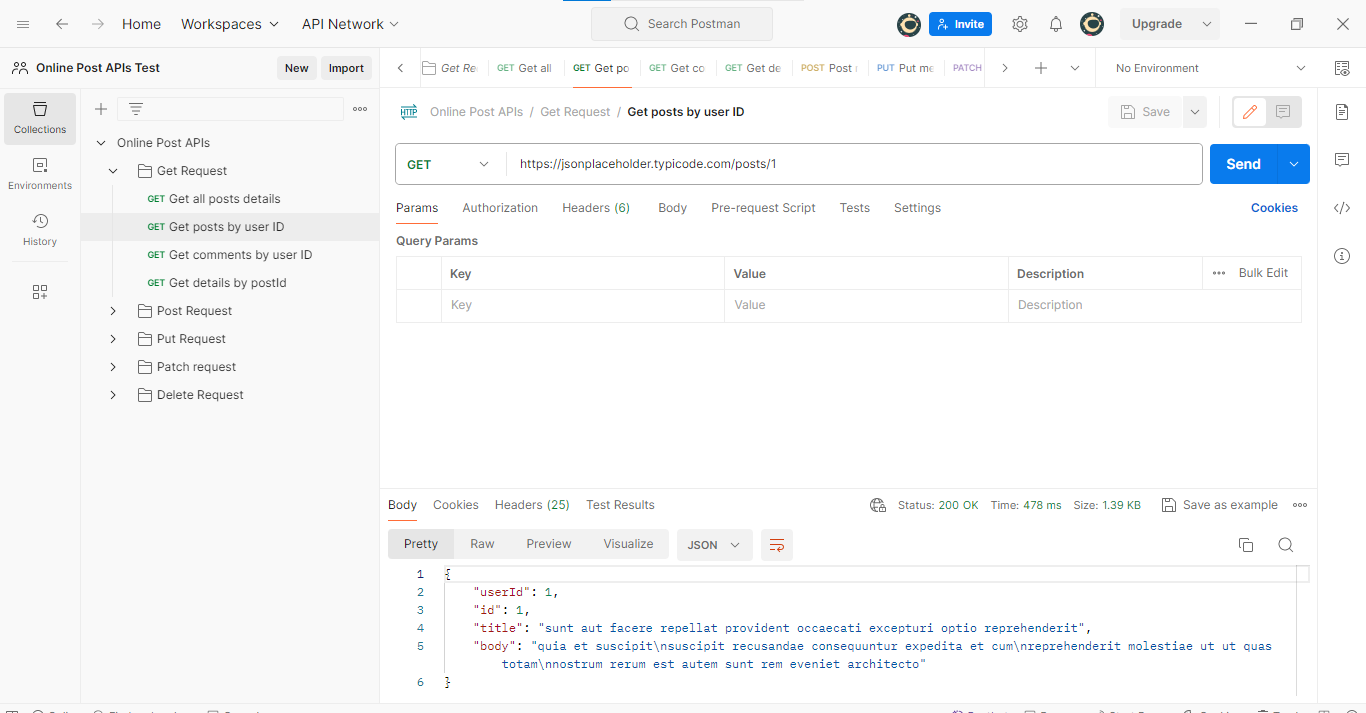 Home Workspaces API Network Search Postman Invite Upgrade
Online Post APIs Test New Import
Get Re GET Get all GET Get po GET Get co GET Get de POST Post PUT Put me PATCH No Environment
Collections
Environments
History
Online Post APIs
Get Request
GET Get all posts details
GET Get posts by user ID
GET Get comments by user ID
GET Get details by postId
Post Request
Put Request
Patch request
Delete Request
HTTP Online Post APIs / Get Request / Get posts by user ID Save
GET https://jsonplaceholder.typicode.com/posts/1 Send
Params Authorization Headers (6) Body Pre-request Script Tests Settings Cookies
Query Params
Key Value Description Bulk Edit
Key Value Description
Body Cookies Headers (25) Test Results Status: 200 OK Time: 478 ms Size: 1.39 KB Save as example
Pretty Raw Preview Visualize JSON
1 {
2 "userId": 1,
3 "id": 1,
4 "title": "sunt aut facere repellat provident occaecati excepturi optio reprehenderit",
5 "body": "quia et suscipit\nsuscipit recusandae consequuntur expedita et cum\nreprehenderit molestiae ut ut quas
totam\nnostrum rerum est autem sunt rem eveniet architecto"
6 }